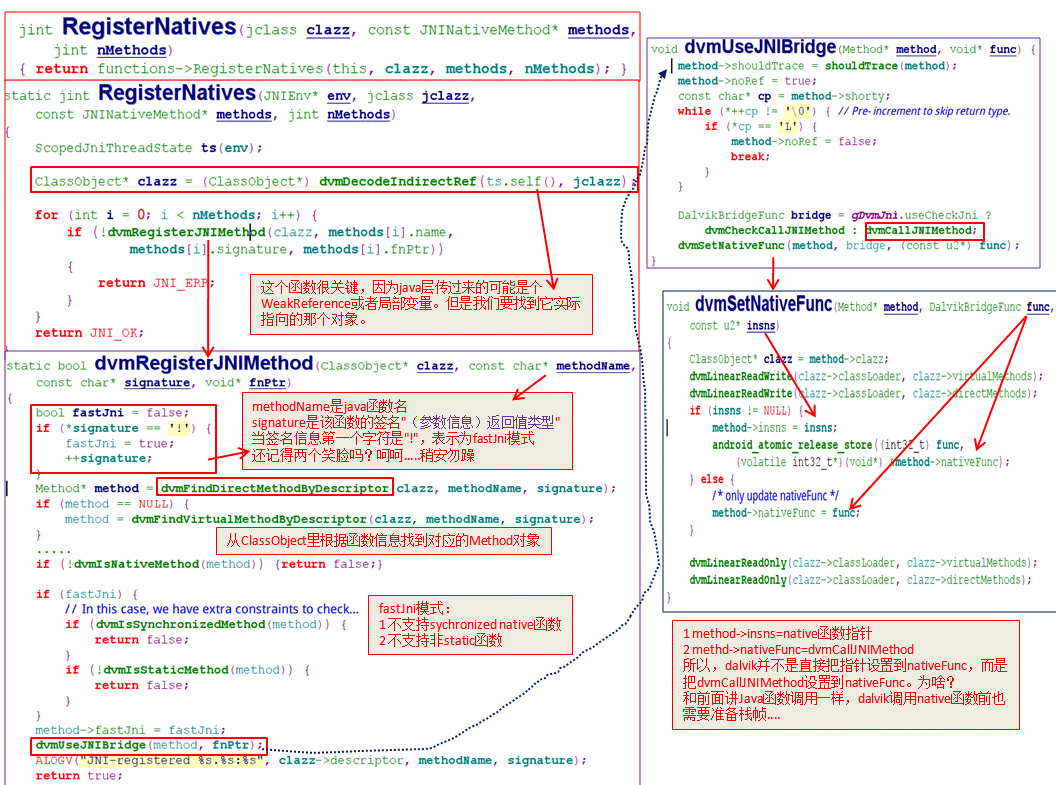 jint RegisterNatives(jclass clazz, const JNINativeMethod* methods,
jint nMethods)
{ return functions->RegisterNatives(this, clazz, methods, nMethods); }
static jint RegisterNatives(JNIEnv* env, jclass jclazz,
const JNINativeMethod* methods, jint nMethods)
{
ScopedJniThreadState ts(env);
ClassObject* clazz = (ClassObject*) dvmDecodeIndirectRef(ts.self(), jclazz)
for (int i = 0; i < nMethods; i++) {
if (!dvmRegisterJNIMethod(clazz, methods[i].name,
methods[i].signature, methods[i].fnPtr))
{
return JNI_ERR;
}
}
return JNI_OK;
这个函数很关键，因为java层传过来的可能是个
WeakReference或者局部变量。但是我们要找到它实际
指向的那个对象。
static bool dvmRegisterJNIMethod(ClassObject* clazz, const char* methodName,
const char* signature, void* fnPtr)
{
bool fastJni = false;
if (*signature == '!') {
fastJni = true;
++signature;
}
methodName是java函数名
signature是该函数的签名"（参数信息）返回值类型"
当签名信息第一个字符是"!"，表示为fastJni模式
还记得两个笑脸吗？呵呵.....稍安勿躁
Method* method = dvmFindDirectMethodByDescriptor(clazz, methodName, signature);
if (method == NULL) {
method = dvmFindVirtualMethodByDescriptor(clazz, methodName, signature);
}
从ClassObject里根据函数信息找到对应的Method对象
.....
if (!dvmIsNativeMethod(method)) {return false;}
if (fastJni) {
// In this case, we have extra constraints to check...
if (dvmIsSynchronizedMethod(method)) {
return false;
}
if (!dvmIsStaticMethod(method)) {
return false;
}
}
fastJni模式：
1 不支持sychronized native函数
2 不支持非static函数
method->fastJni = fastJni;
dvmUseJNIBridge(method, fnPtr);
ALOGV("JNI-registered %s.%s:%s", clazz->descriptor, methodName, signature);
return true;
void dvmUseJNIBridge(Method* method, void* func) {
method->shouldTrace = shouldTrace(method);
method->noRef = true;
const char* cp = method->shorty;
while (*++cp != '\0') { // Pre-increment to skip return type.
if (*cp == 'L') {
method->noRef = false;
break;
}
}
DalvikBridgeFunc bridge = gDvmJni.useCheckJni ?
dvmCheckCallJNIMethod : dvmCallJNIMethod;
dvmSetNativeFunc(method, bridge, (const u2*) func);
}
void dvmSetNativeFunc(Method* method, DalvikBridgeFunc func,
const u2* insns)
{
ClassObject* clazz = method->clazz;
dvmLinearReadWrite(clazz->classLoader, clazz->virtualMethods);
dvmLinearReadWrite(clazz->classLoader, clazz->directMethods);
if (insns != NULL) {
method->insns = insns;
android_atomic_release_store((int32_t) func,
(volatile int32_t*)(void*) &method->nativeFunc);
} else {
/* only update nativeFunc */
method->nativeFunc = func;
}
dvmLinearReadOnly(clazz->classLoader, clazz->virtualMethods);
dvmLinearReadOnly(clazz->classLoader, clazz->directMethods);
}
1 method->insns=native函数指针
2 methd->nativeFunc=dvmCallJNIMethod
所以，dalvik并不是直接把指针设置到nativeFunc，而是
把dvmCallJNIMethod设置到nativeFunc。为啥？
和前面讲Java函数调用一样，dalvik调用native函数前也
需要准备栈帧....